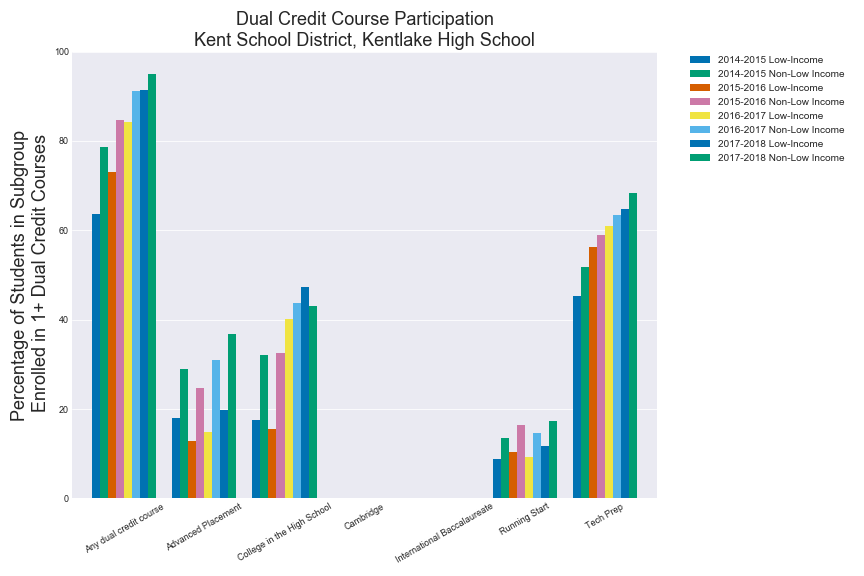 Dual Credit Course Participation
Kent School District, Kentlake High School
Percentage of Students in Subgroup
Enrolled in 1+ Dual Credit Courses
100
80
60
40
20
0
Any dual credit course
Advanced Placement
College in the High School
Cambridge
International Baccalaureate
Running Start
Tech Prep
2014-2015 Low-Income
2014-2015 Non-Low Income
2015-2016 Low-Income
2015-2016 Non-Low Income
2016-2017 Low-Income
2016-2017 Non-Low Income
2017-2018 Low-Income
2017-2018 Non-Low Income